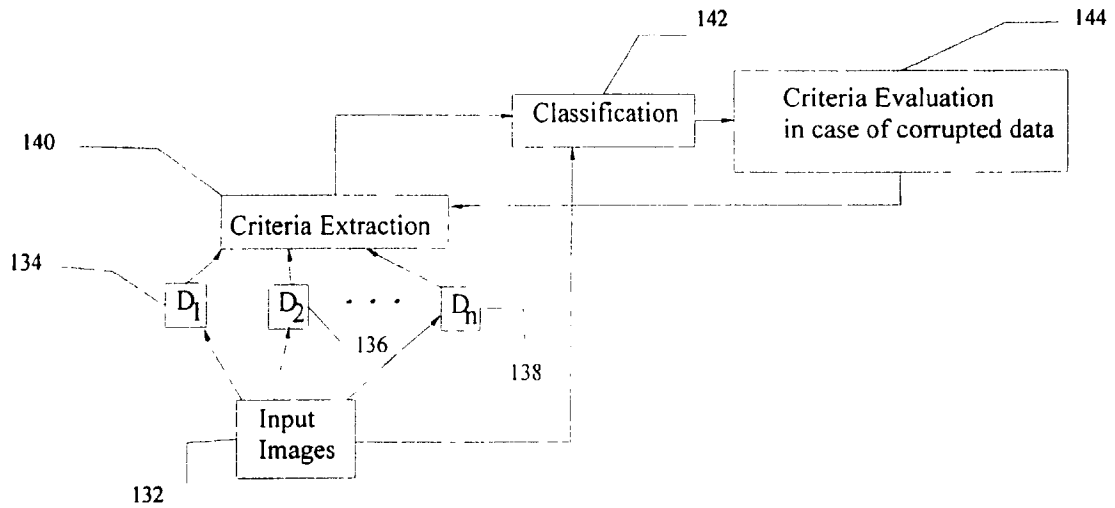 142
144
Classification
Criteria Evaluation
in case of corrupted data
140
Criteria Extraction
134
D1
D2
. . .
Dn
136
138
Input
Images
132